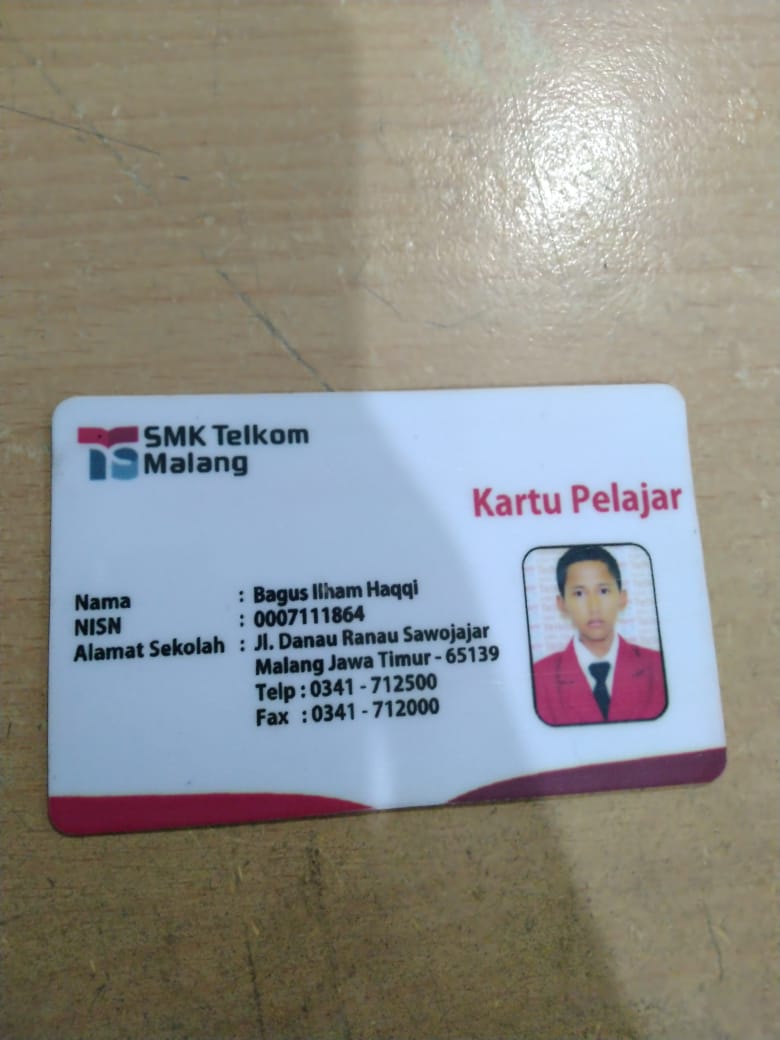 SMK Telkom
Malang
Kartu Pelajar
Nama : Bagus Ilham Haqqi
NISN : 0007111864
Alamat Sekolah : Jl. Danau Ranau Sawojajar
Malang Jawa Timur - 65139
Telp : 0341 - 712500
Fax : 0341 - 712000